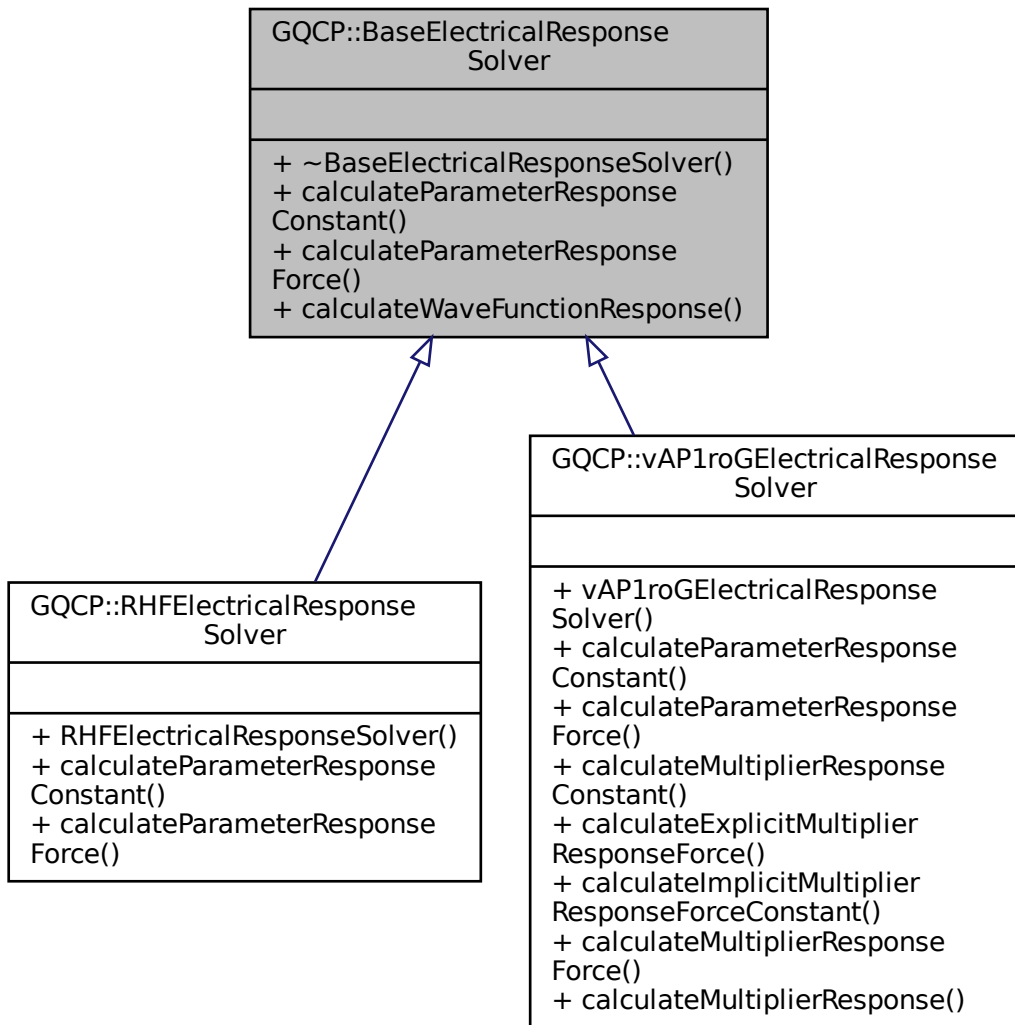 GQCP::BaseElectricalResponse
Solver
+ ~BaseElectricalResponseSolver()
+ calculateParameterResponse
Constant()
+ calculateParameterResponse
Force()
+ calculateWaveFunctionResponse()
GQCP::RHFElectricalResponse
Solver
+ RHFElectricalResponseSolver()
+ calculateParameterResponse
Constant()
+ calculateParameterResponse
Force()
GQCP::vAP1roGElectricalResponse
Solver
+ vAP1roGElectricalResponse
Solver()
+ calculateParameterResponse
Constant()
+ calculateParameterResponse
Force()
+ calculateMultiplierResponse
Constant()
+ calculateExplicitMultiplier
ResponseForce()
+ calculateImplicitMultiplier
ResponseForceConstant()
+ calculateMultiplierResponse
Force()
+ calculateMultiplierResponse()